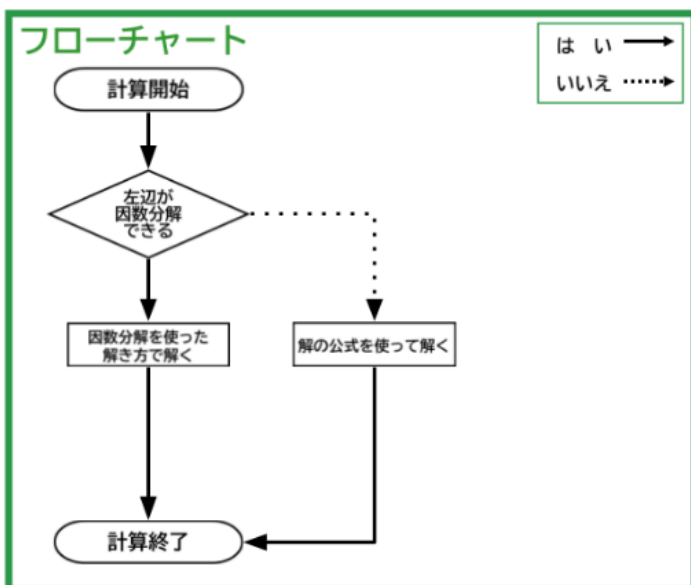 フローチャート
は い
いいえ
計算開始
左辺が
因数分解
できる
因数分解を使った
解き方で解く
解の公式を使って解く
計算終了